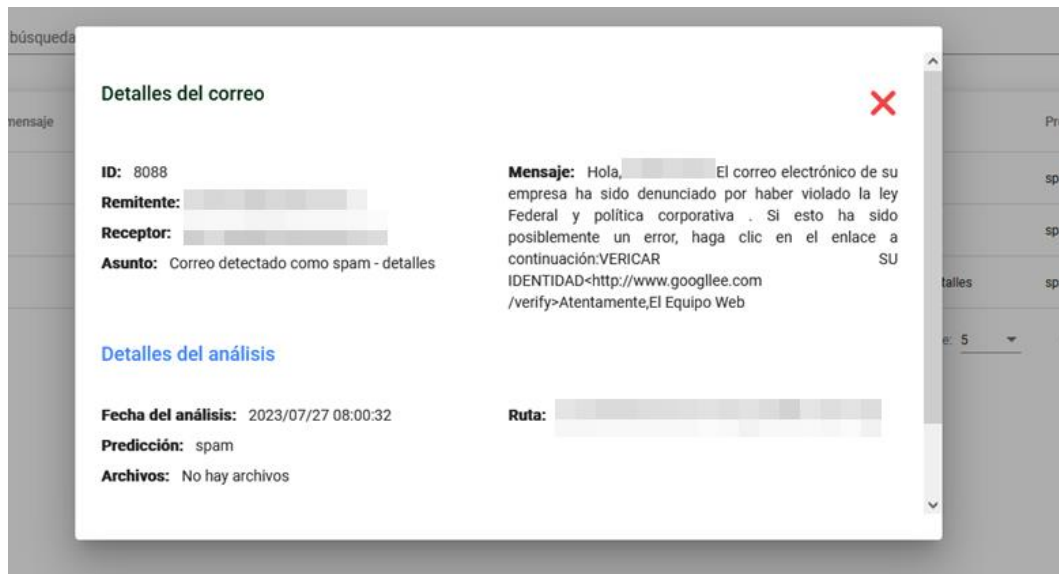 búsqueda
Detalles del correo
mensaje
ID: 8088
Remitente:
Receptor:
Asunto: Correo detectado como spam - detalles
Mensaje: Hola, El correo electrónico de su
empresa ha sido denunciado por haber violado la ley
Federal y política corporativa . Si esto ha sido
posiblemente un error, haga clic en el enlace a
continuación:VERICAR SU
IDENTIDAD<http://www.googllee.com
/verify>Atentamente,El Equipo Web
talles
e: 5
Detalles del análisis
Fecha del análisis: 2023/07/27 08:00:32
Predicción: spam
Archivos: No hay archivos
Ruta: